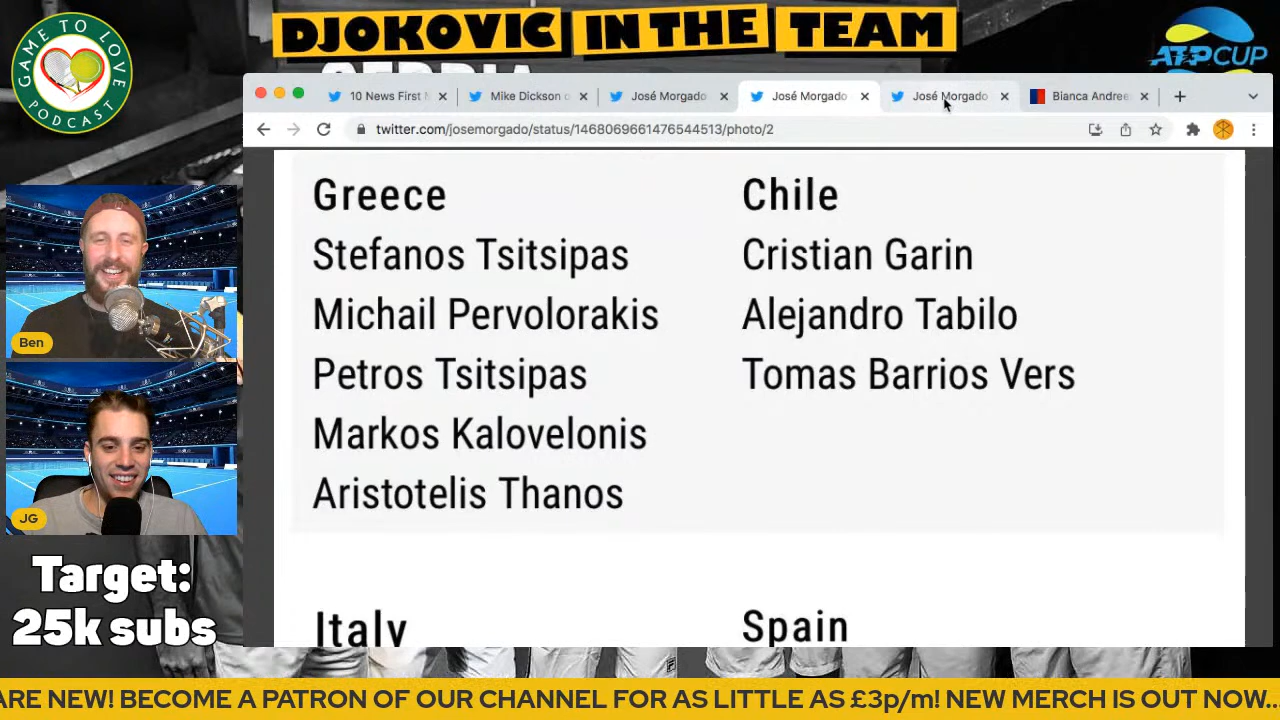 DJOKOVIC IN THE TEAM
SERBIA
GAME TO LOVE
PODCAST
ATP CUP
10 News First
Mike Dickson o
José Morgado
José Morgado
José Morgado
Bianca Andree
twitter.com/josemorgado/status/1468069661476544513/photo/2
Greece
Stefanos Tsitsipas
Michail Pervolorakis
Petros Tsitsipas
Markos Kalovelonis
Aristotelis Thanos
Chile
Cristian Garin
Alejandro Tabilo
Tomas Barrios Vers
Italy
Spain
Ben
JG
Target:
25k subs
ARE NEW! BECOME A PATRON OF OUR CHANNEL FOR AS LITTLE AS £3p/m! NEW MERCH IS OUT NOW...